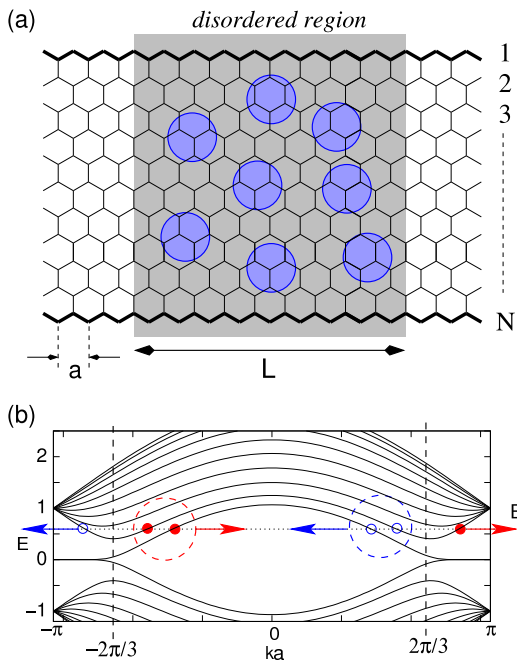 (a)
disordered region
1
2
3
N
a
L
(b)
2
1
0
−1
E
E
−π
−2π/3
0
ka
2π/3
π